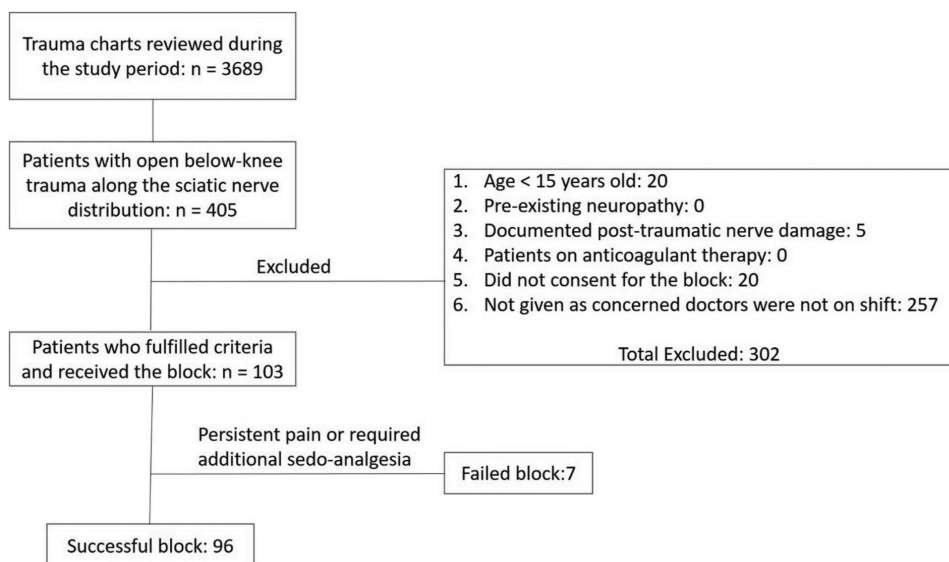 Trauma charts reviewed during
the study period: n = 3689
Patients with open below-knee
trauma along the sciatic nerve
distribution: n = 405
1. Age < 15 years old: 20
2. Pre-existing neuropathy: 0
3. Documented post-traumatic nerve damage: 5
4. Patients on anticoagulant therapy: 0
5. Did not consent for the block: 20
6. Not given as concerned doctors were not on shift: 257
Total Excluded: 302
Excluded
Patients who fulfilled criteria
and received the block: n = 103
Persistent pain or required
additional sedo-analgesia
Failed block:7
Successful block: 96